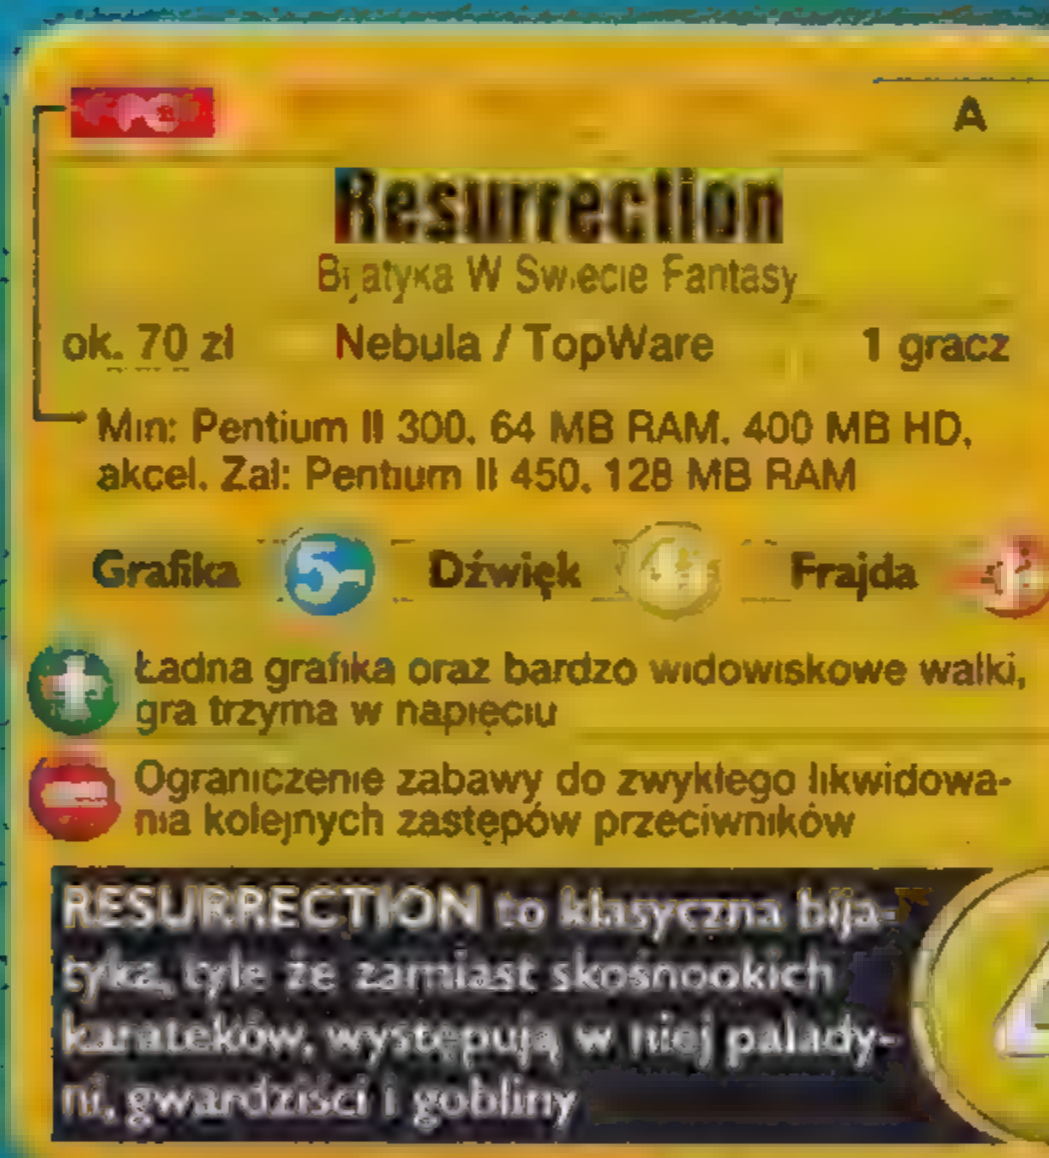 A
Resurrection
Bijatyka W Świecie Fantasy
ok. 70 zł Nebula / TopWare 1 gracz
Min: Pentium II 300, 64 MB RAM, 400 MB HD,
akcel. Zal: Pentium II 450, 128 MB RAM
Grafika 5- Dźwięk Frajda
Ładna grafika oraz bardzo widowiskowe walki,
gra trzyma w napięciu
Ograniczenie zabawy do zwykłego likwidowa-
nia kolejnych zastępów przeciwników
RESURRECTION to klasyczna bija-
tyka, tyle że zamiast skośnookich
karateków, występują w niej palady-
ni, gwardziści i gobliny
4